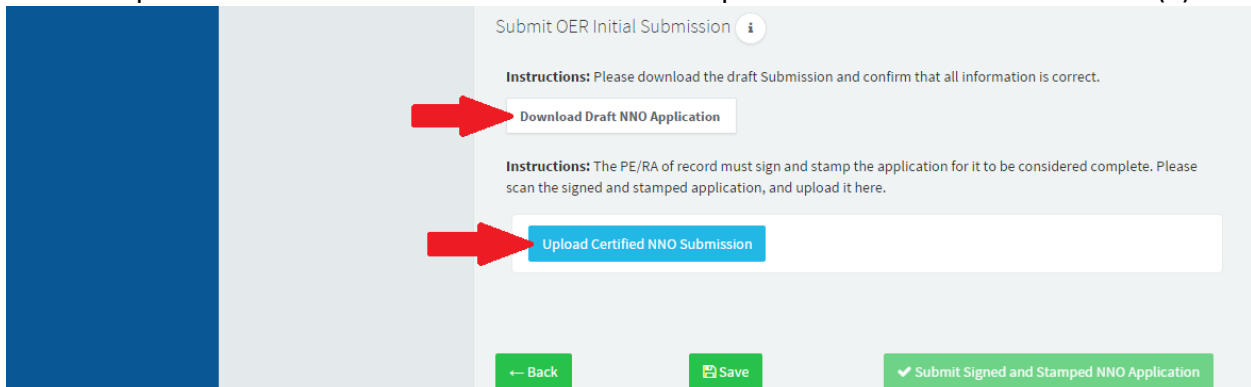 Submit OER Initial Submission i
Instructions: Please download the draft Submission and confirm that all information is correct.
Download Draft NNO Application
Instructions: The PE/RA of record must sign and stamp the application for it to be considered complete. Please
scan the signed and stamped application, and upload it here.
Upload Certified NNO Submission
← Back
Save
✔ Submit Signed and Stamped NNO Application